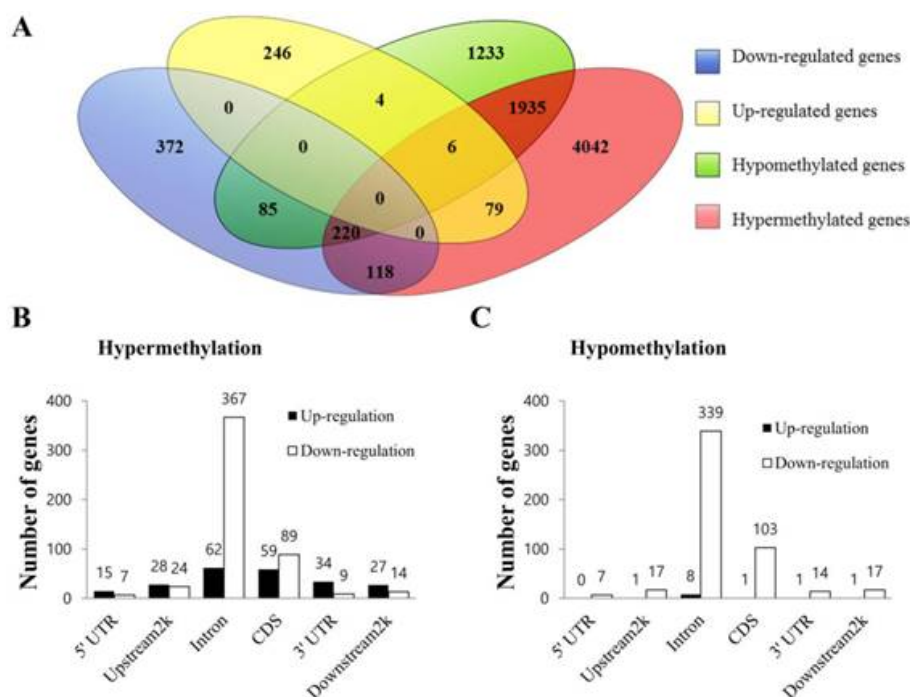 A
246
1233
Down-regulated genes
0
4
1935
Up-regulated genes
372
0
6
4042
Hypomethylated genes
85
0
79
220
0
Hypermethylated genes
118
B
Hypermethylation
Number of genes
400
300
200
100
0
367
Up-regulation
Down-regulation
15 7
28 24
62
59 89
34 9
27 14
5' UTR
Upstream2k
Intron
CDS
3' UTR
Downstream2k
C
Hypomethylation
Number of genes
400
300
200
100
0
339
Up-regulation
Down-regulation
0 7
1 17
8
1 103
1 14
1 17
5' UTR
Upstream2k
Intron
CDS
3' UTR
Downstream2k